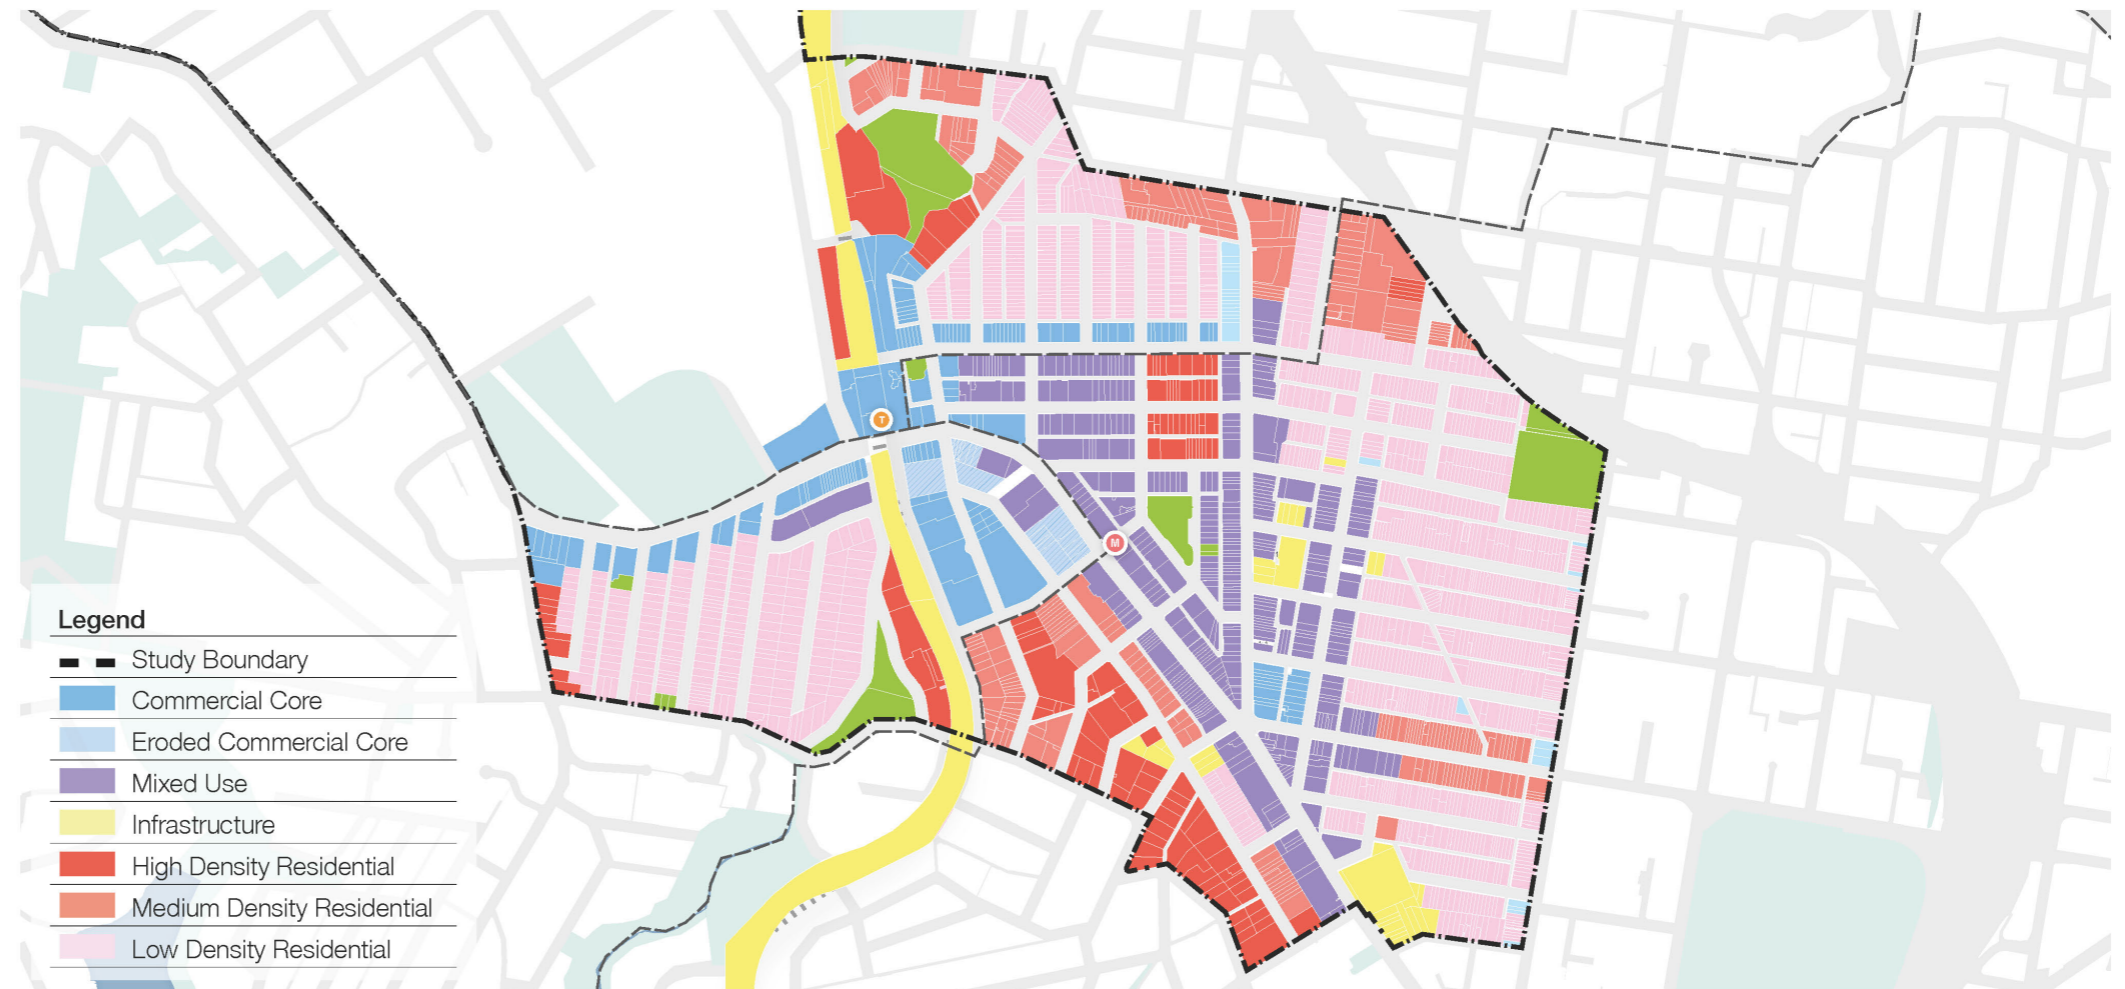 T
M
Legend
Study Boundary
Commercial Core
Eroded Commercial Core
Mixed Use
Infrastructure
High Density Residential
Medium Density Residential
Low Density Residential